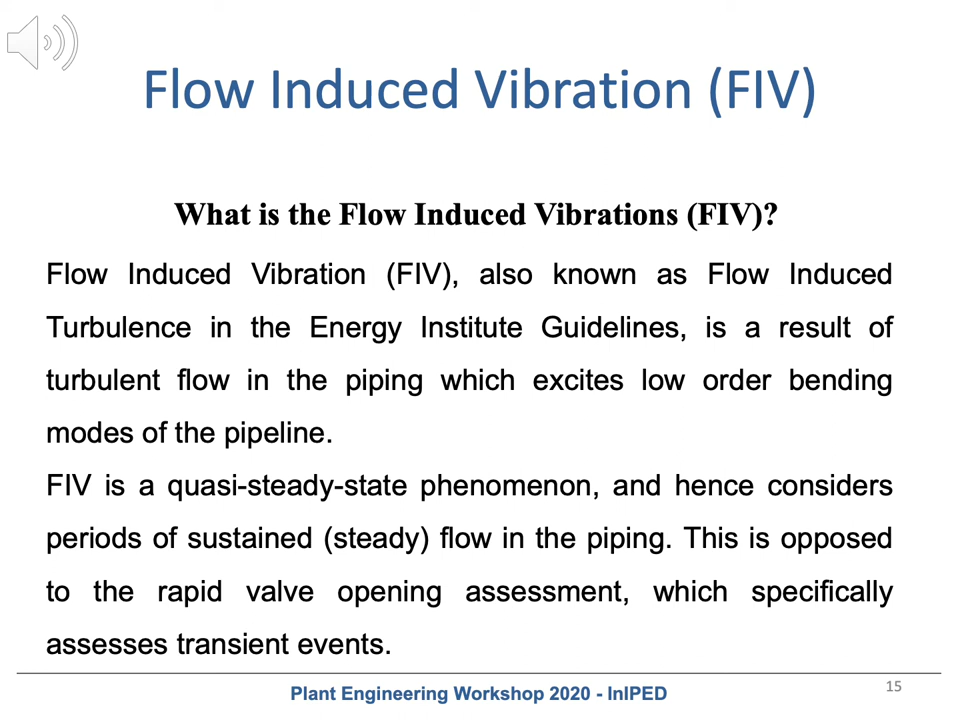 Flow Induced Vibration (FIV)
What is the Flow Induced Vibrations (FIV)?
Flow Induced Vibration (FIV), also known as Flow Induced
Turbulence in the Energy Institute Guidelines, is a result of
turbulent flow in the piping which excites low order bending
modes of the pipeline.
FIV is a quasi-steady-state phenomenon, and hence considers
periods of sustained (steady) flow in the piping. This is opposed
to the rapid valve opening assessment, which specifically
assesses transient events.
Plant Engineering Workshop 2020 - InIPED
15